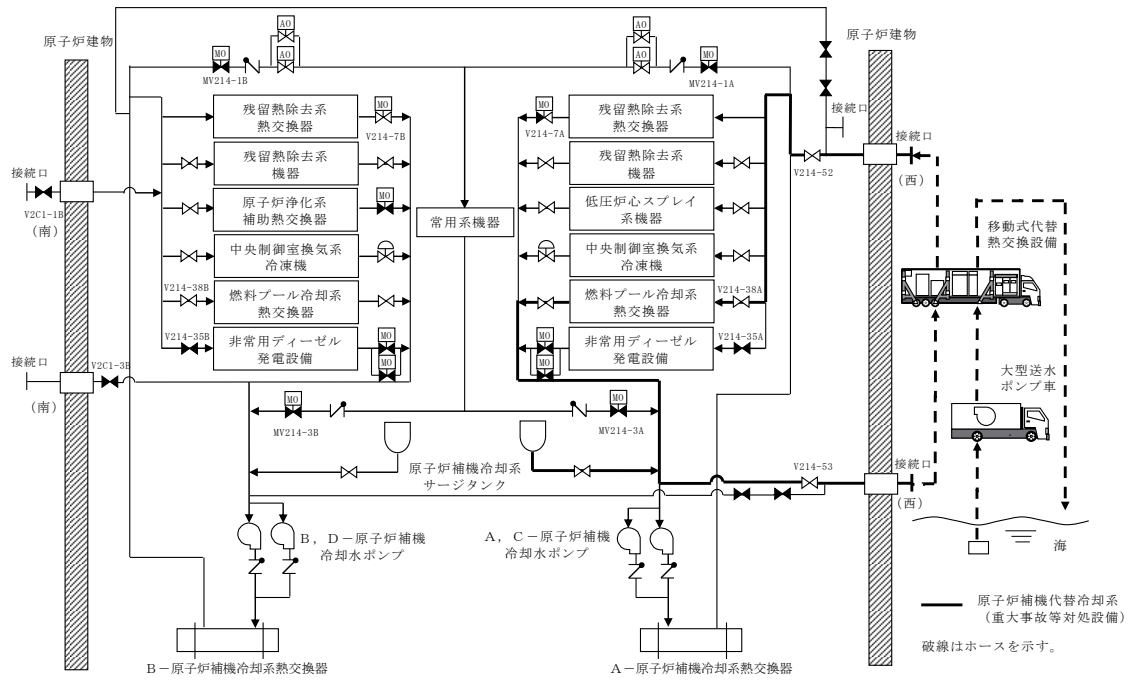 原子炉建物
原子炉建物
AO
AO
MO
AO
AO
MO
MV214-1B
MV214-1A
残留熱除去系
熱交換器
MO
V214-7B
残留熱除去系
機器
原子炉浄化系
補助熱交換器
MO
中央制御室換気系
冷凍機
V214-38B
燃料プール冷却系
熱交換器
V214-35B
非常用ディーゼル
発電設備
MO
MO
常用系機器
MO
V214-7A
残留熱除去系
熱交換器
残留熱除去系
機器
低圧炉心スプレイ
系機器
中央制御室換気系
冷凍機
V214-38A
燃料プール冷却系
熱交換器
MO
MO
非常用ディーゼル
発電設備
V214-35A
接続口
V2C1-1B
(南)
接続口
V2C1-3B
(南)
接続口
V214-52
接続口
(西)
移動式代替
熱交換設備
大型送水
ポンプ車
MO
MV214-3B
MO
MV214-3A
原子炉補機冷却系
サージタンク
V214-53
接続口
(西)
海
B,D-原子炉補機
冷却水ポンプ
A,C-原子炉補機
冷却水ポンプ
B-原子炉補機冷却系熱交換器
A-原子炉補機冷却系熱交換器
原子炉補機代替冷却系
(重大事故等対処設備)
破線はホースを示す。